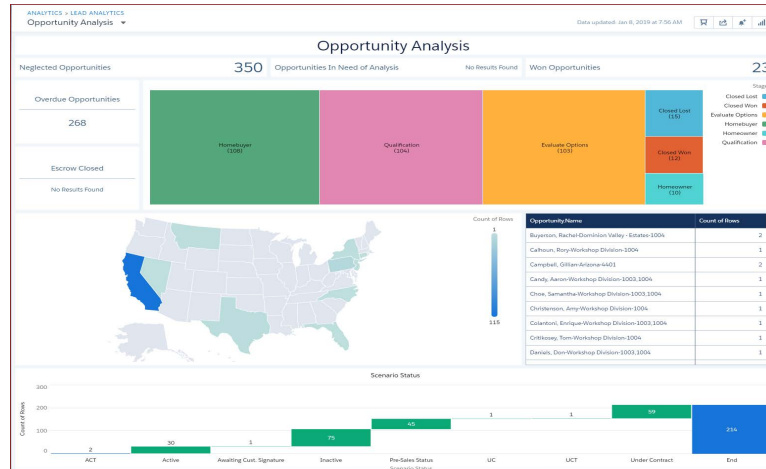 ANALYTICS > LEAD ANALYTICS
Opportunity Analysis
Data updated: Jan 8, 2019 at 7:56 AM
Opportunity Analysis
Neglected Opportunities 350
Opportunities In Need of Analysis No Results Found
Won Opportunities 23
Overdue Opportunities
268
Escrow Closed
No Results Found
Homebuyer
(108)
Qualification
(104)
Evaluate Options
(103)
Closed Lost
(15)
Closed Won
(12)
Homeowner
(10)
Stag
Closed Lost
Closed Won
Evaluate Options
Homebuyer
Homeowner
Qualification
Count of Rows
1
115
Opportunity.Name Count of Rows
Buyerson, Rachel-Dominion Valley - Estates-1004 2
Calhoun, Rory-Workshop Division-1004 1
Campbell, Gillian-Arizona-4401 2
Candy, Aaron-Workshop Division-1003,1004 1
Choe, Samantha-Workshop Division-1003,1004 1
Christenson, Amy-Workshop Division-1004 1
Colantoni, Enrique-Workshop Division-1003,1004 1
Critikosey, Tom-Workshop Division-1004 1
Daniels, Don-Workshop Division-1003,1004 1
Scenario Status
Count of Rows
300
200
100
0
2
30
1
75
45
1
1
59
214
ACT
Active
Awaiting Cust. Signature
Inactive
Pre-Sales Status
UC
UCT
Under Contract
End
Scenario Status